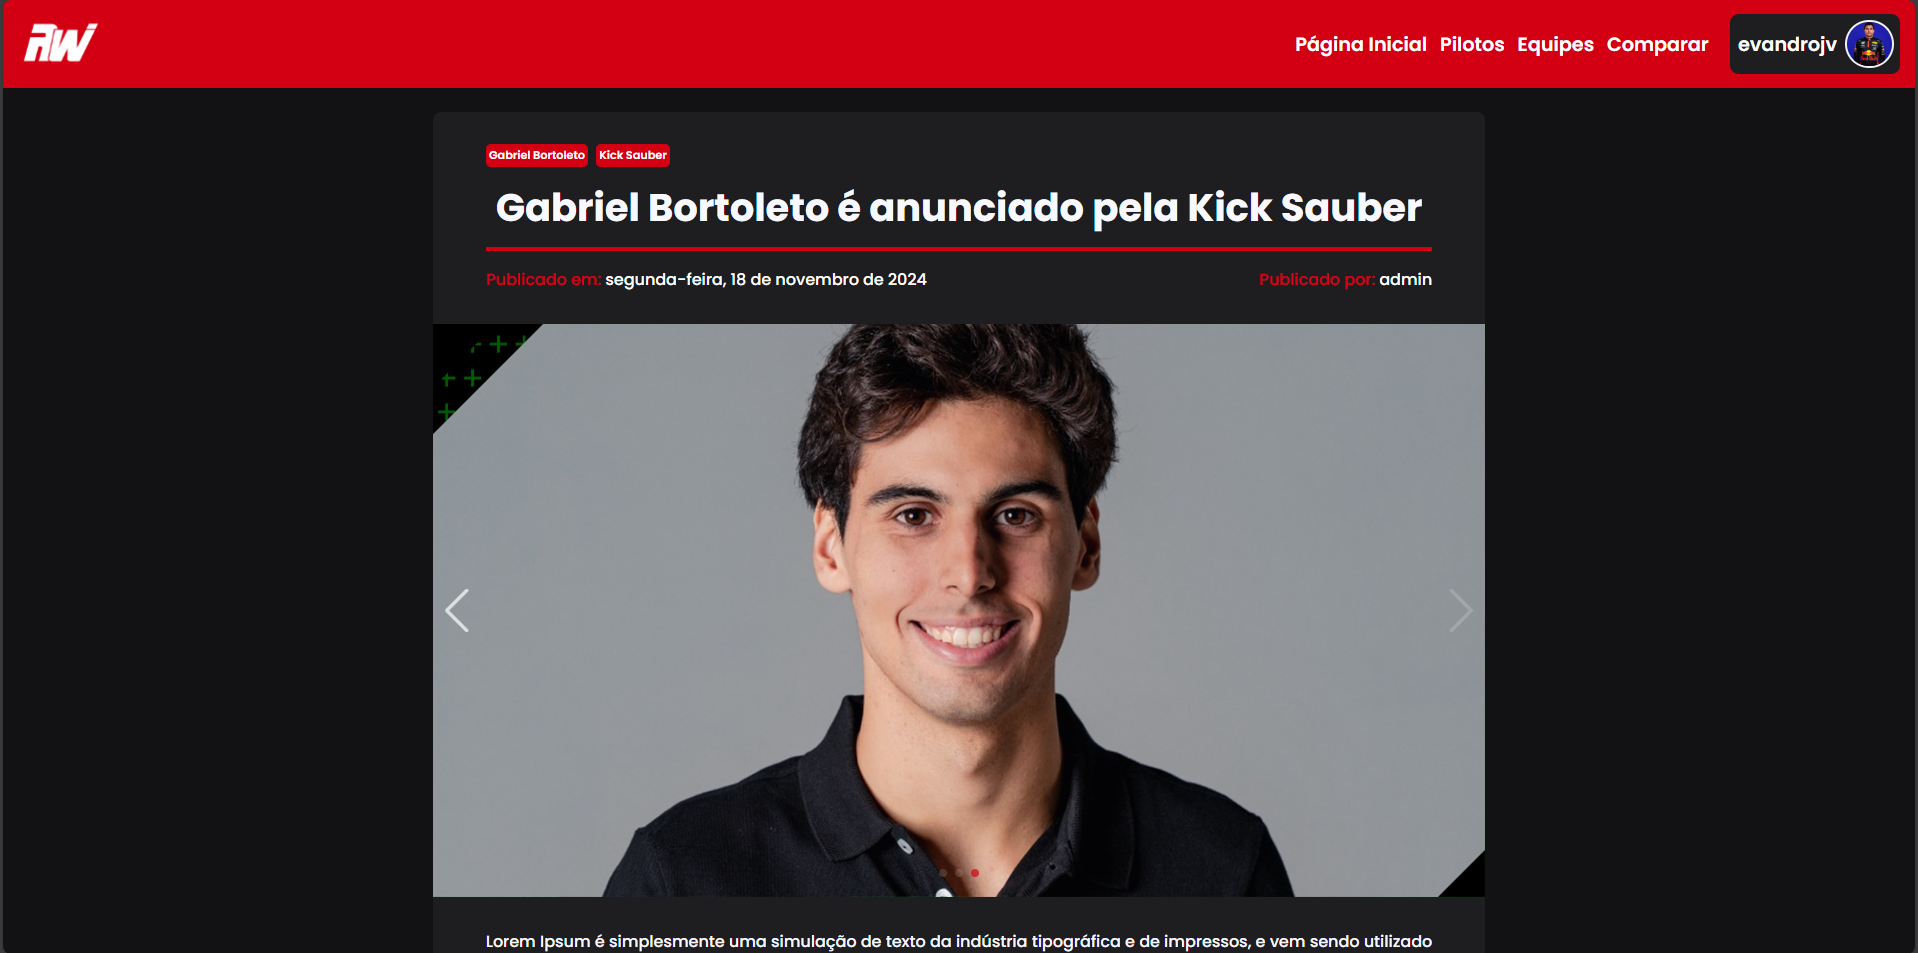 RW
Página Inicial Pilotos Equipes Comparar evandrojv
Gabriel Bortoleto Kick Sauber
Gabriel Bortoleto é anunciado pela Kick Sauber
Publicado em: segunda-feira, 18 de novembro de 2024 Publicado por: admin
Lorem Ipsum é simplesmente uma simulação de texto da indústria tipográfica e de impressos, e vem sendo utilizado